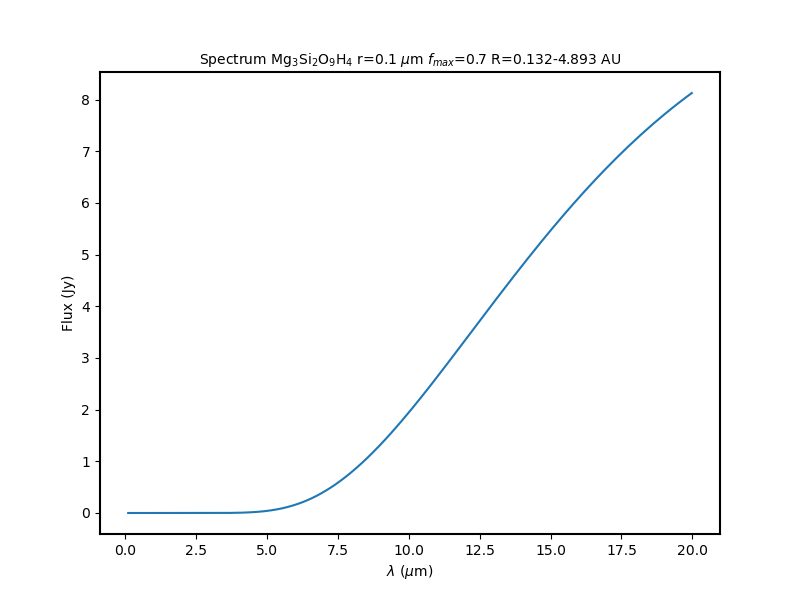 Spectrum Mg₃Si₂O₉H₄ r=0.1 μm f_max=0.7 R=0.132-4.893 AU
8
7
6
5
4
3
2
1
0
Flux (Jy)
0.0 2.5 5.0 7.5 10.0 12.5 15.0 17.5 20.0
λ (μm)